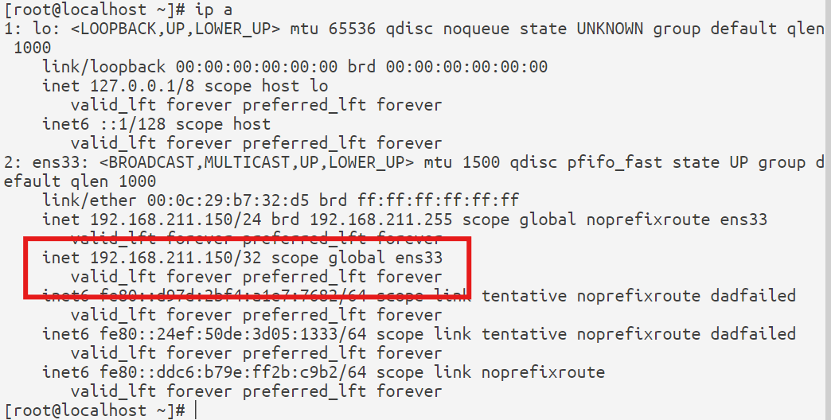 [root@localhost ~]# ip a
1: lo: <LOOPBACK,UP,LOWER_UP> mtu 65536 qdisc noqueue state UNKNOWN group default qlen
 1000
    link/loopback 00:00:00:00:00:00 brd 00:00:00:00:00:00
    inet 127.0.0.1/8 scope host lo
       valid_lft forever preferred_lft forever
    inet6 ::1/128 scope host
       valid_lft forever preferred_lft forever
2: ens33: <BROADCAST,MULTICAST,UP,LOWER_UP> mtu 1500 qdisc pfifo_fast state UP group d
efault qlen 1000
    link/ether 00:0c:29:b7:32:d5 brd ff:ff:ff:ff:ff:ff
    inet 192.168.211.150/24 brd 192.168.211.255 scope global noprefixroute ens33
       valid_lft forever preferred_lft forever
    inet 192.168.211.150/32 scope global ens33
       valid_lft forever preferred_lft forever
    inet6 scope link tentative noprefixroute dadfailed
       valid_lft forever preferred_lft forever
    inet6 fe80::24ef:50de:3d05:1333/64 scope link tentative noprefixroute dadfailed
       valid_lft forever preferred_lft forever
    inet6 fe80::ddc6:b79e:ff2b:c9b2/64 scope link noprefixroute
       valid_lft forever preferred_lft forever
[root@localhost ~]#